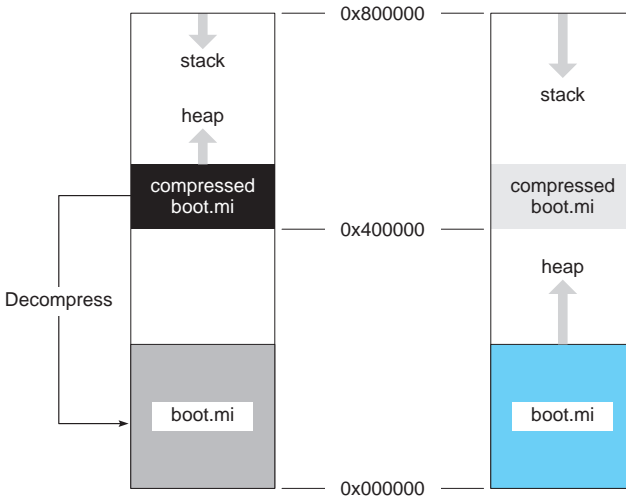 0x800000
stack
heap
compressed
boot.mi
0x400000
Decompress
boot.mi
0x000000
stack
compressed
boot.mi
heap
boot.mi